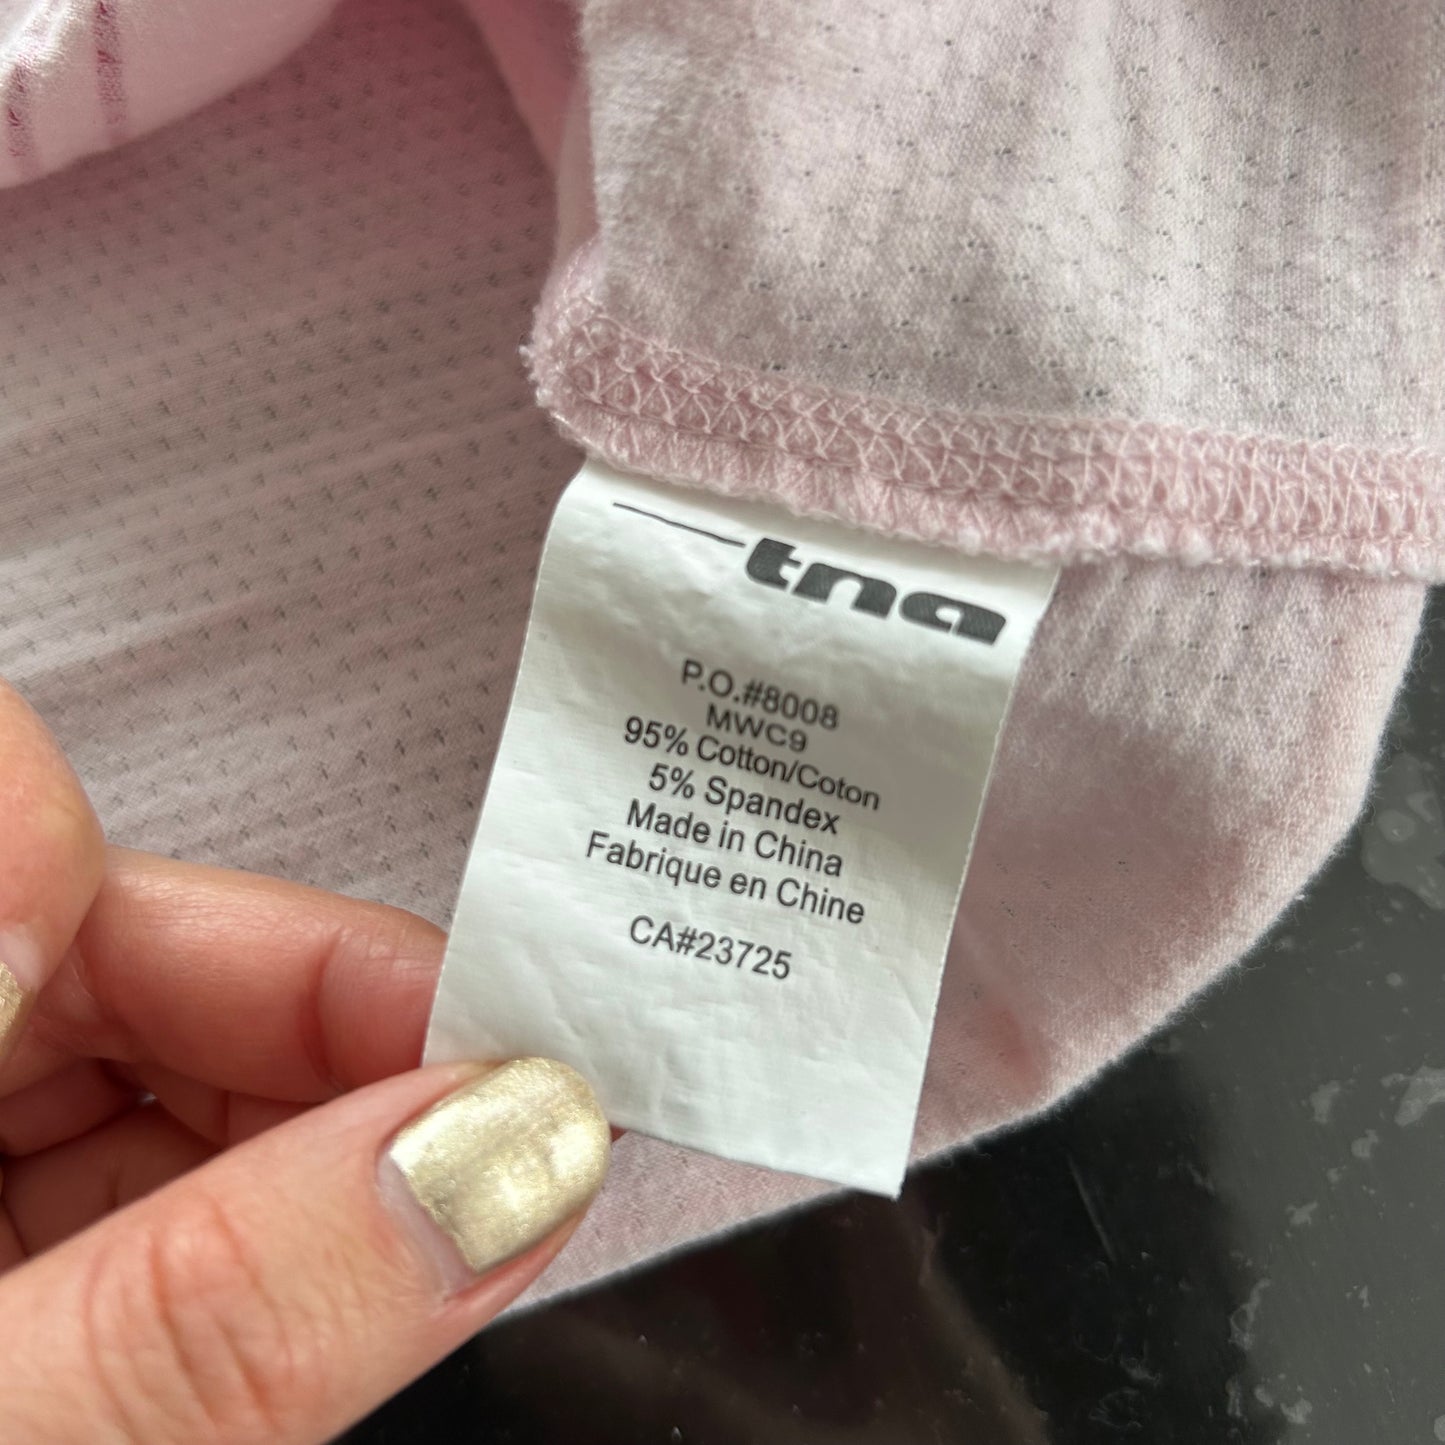 tna
P.O.#8008
MWC9
95% Cotton/Coton
5% Spandex
Made in China
Fabrique en Chine
CA#23725